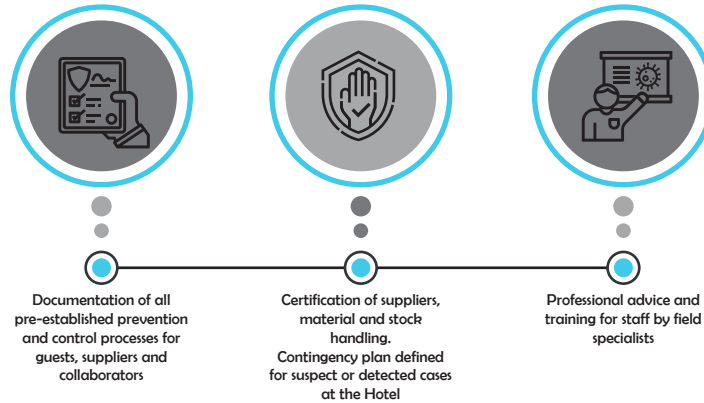 Documentation of all
pre-established prevention
and control processes for
guests, suppliers and
collaborators
Certification of suppliers,
material and stock
handling.
Contingency plan defined
for suspect or detected cases
at the Hotel
Professional advice and
training for staff by field
specialists